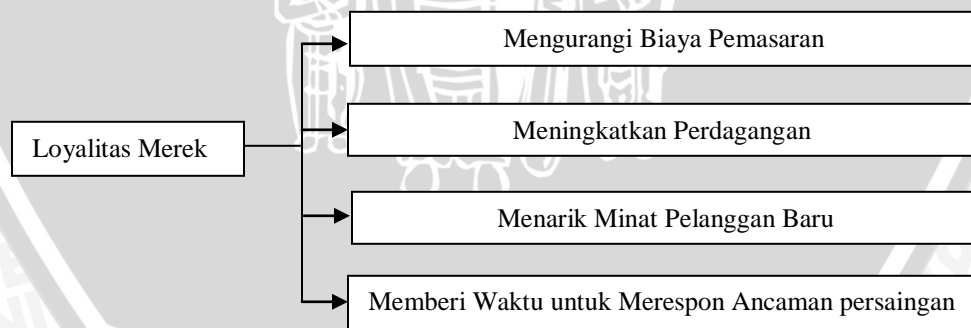 Mengurangi Biaya Pemasaran
Meningkatkan Perdagangan
Loyalitas Merek
Menarik Minat Pelanggan Baru
Memberi Waktu untuk Merespon Ancaman persaingan